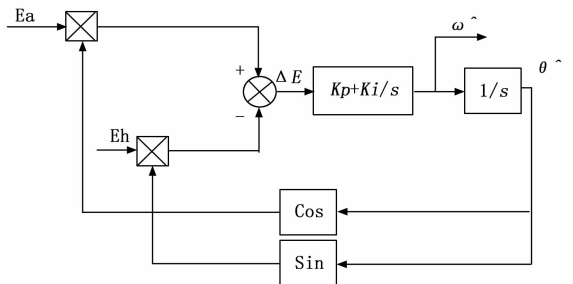 Ea
ω^
+
ΔE
Kp+Ki/s
1/s
θ^
−
Eh
Cos
Sin